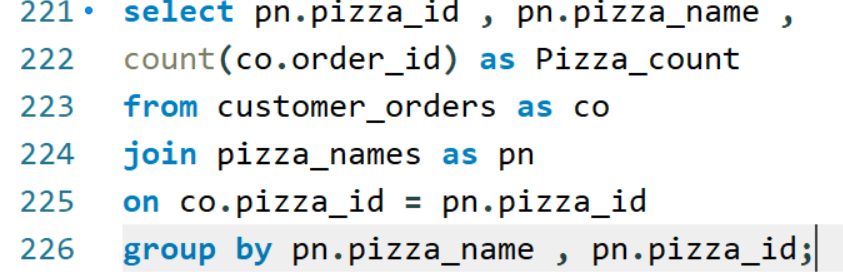 221 select pn.pizza_id , pn.pizza_name ,
222 count(co.order_id) as Pizza_count
223 from customer_orders as co
224 join pizza_names as pn
225 on co.pizza_id = pn.pizza_id
226 group by pn.pizza_name , pn.pizza_id;